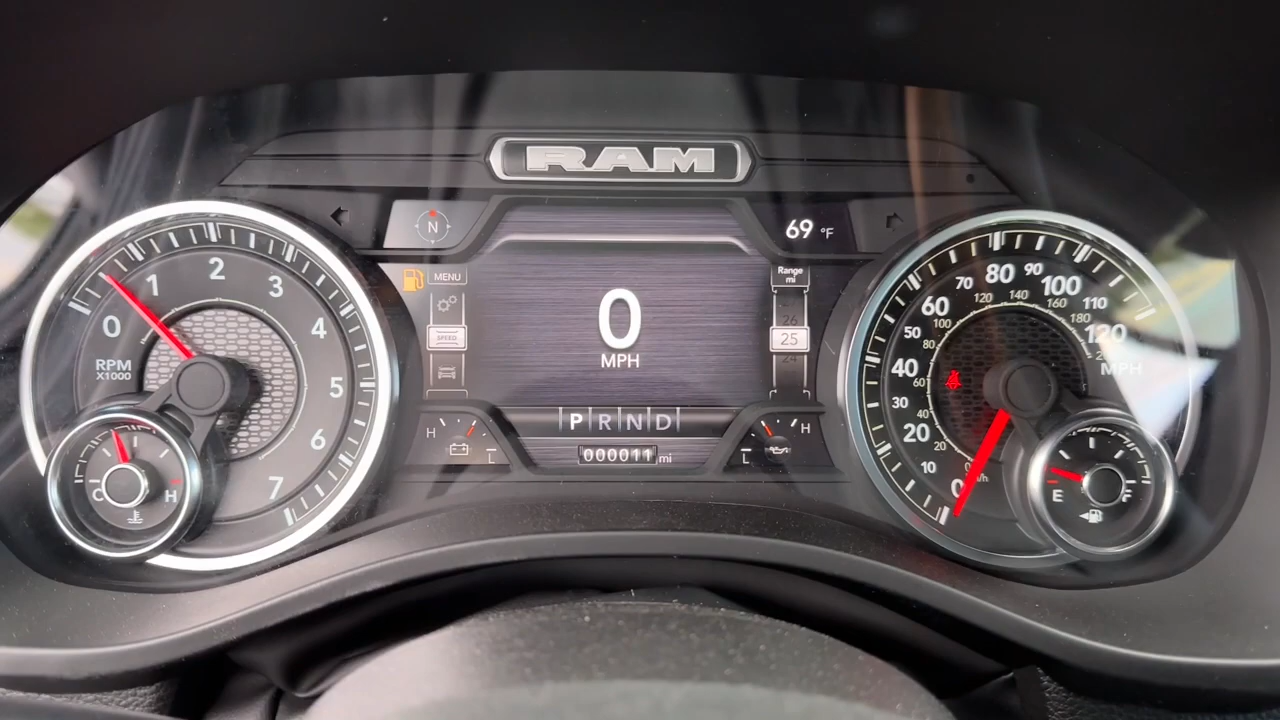 RAM
N
69 °F
MENU
SPEED
0
MPH
Range
mi
26
25
24
P R N D
000011 mi
H L
L H
0 1 2 3 4 5 6 7
RPM
X1000
C H
0 10 20 30 40 50 60 70 80 90 100 110 120
MPH
20 40 60 80 100 120 140 160 180
E F